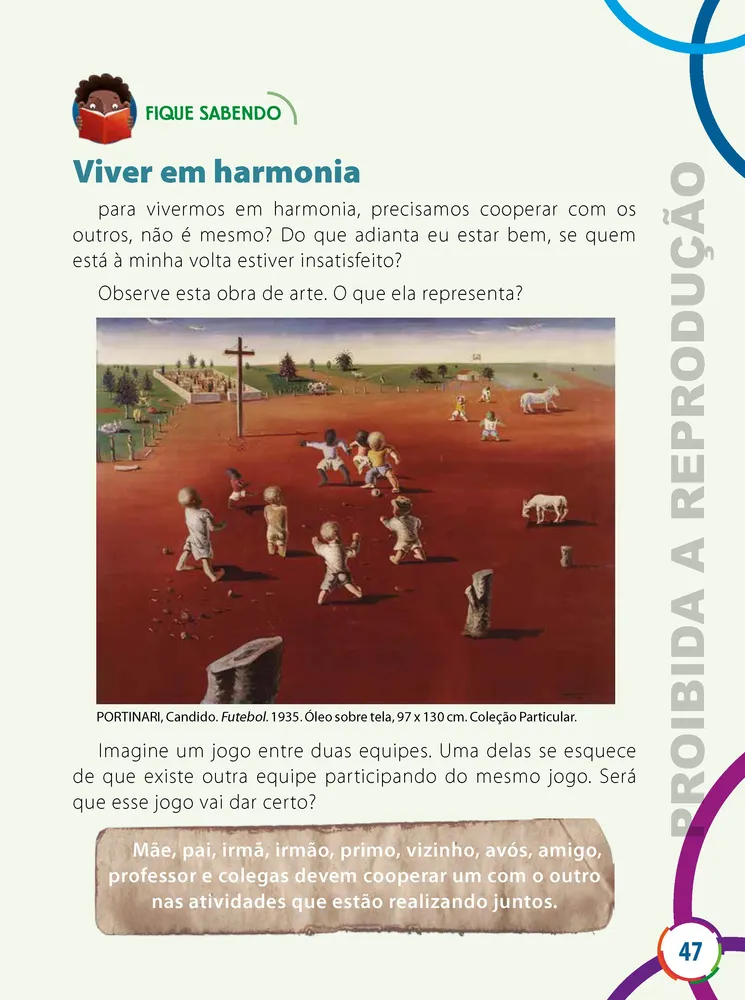 FIQUE SABENDO
Viver em harmonia
para vivermos em harmonia, precisamos cooperar com os
outros, não é mesmo? Do que adianta eu estar bem, se quem
está à minha volta estiver insatisfeito?
Observe esta obra de arte. O que ela representa?
PORTINARI, Candido. Futebol. 1935. Óleo sobre tela, 97 x 130 cm. Coleção Particular.
Imagine um jogo entre duas equipes. Uma delas se esquece
de que existe outra equipe participando do mesmo jogo. Será
que esse jogo vai dar certo?
Mãe, pai, irmã, irmão, primo, vizinho, avós, amigo,
professor e colegas devem cooperar um com o outro
nas atividades que estão realizando juntos.
PROIBIDA A REPRODUÇÃO
47